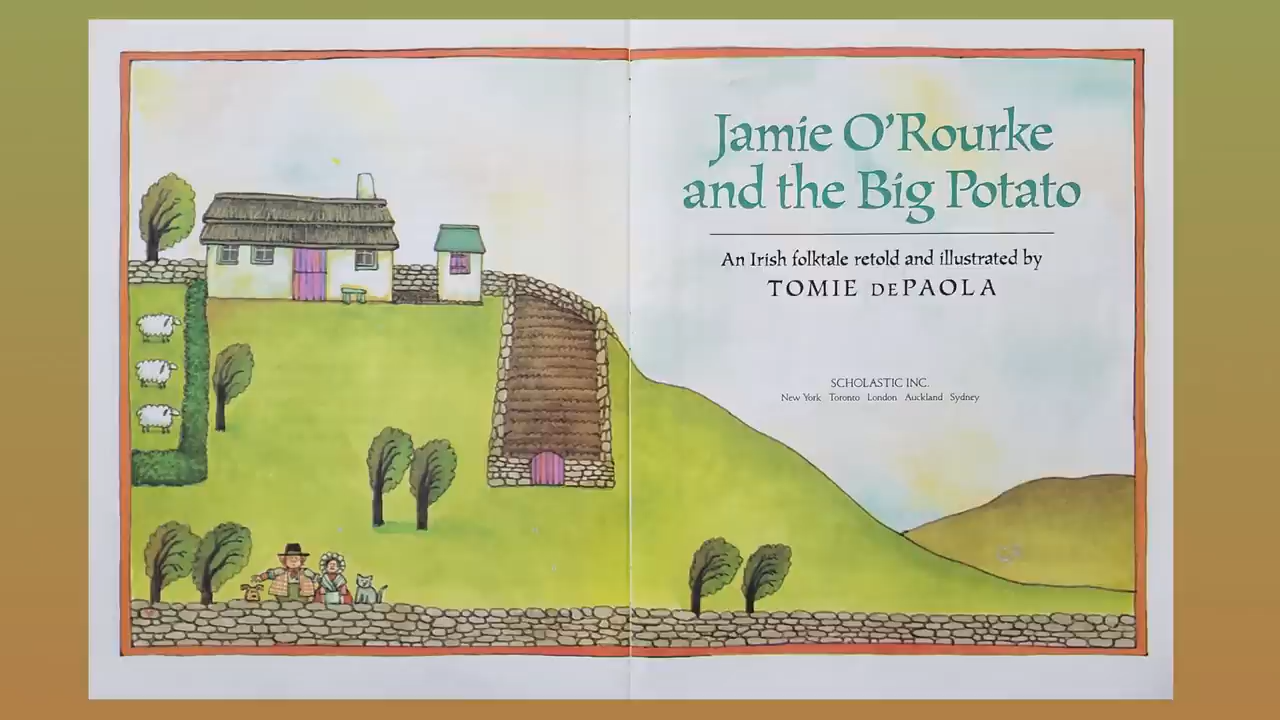 Jamie O'Rourke
and the Big Potato
An Irish folktale retold and illustrated by
TOMIE DEPAOLA
SCHOLASTIC INC.
New York Toronto London Auckland Sydney